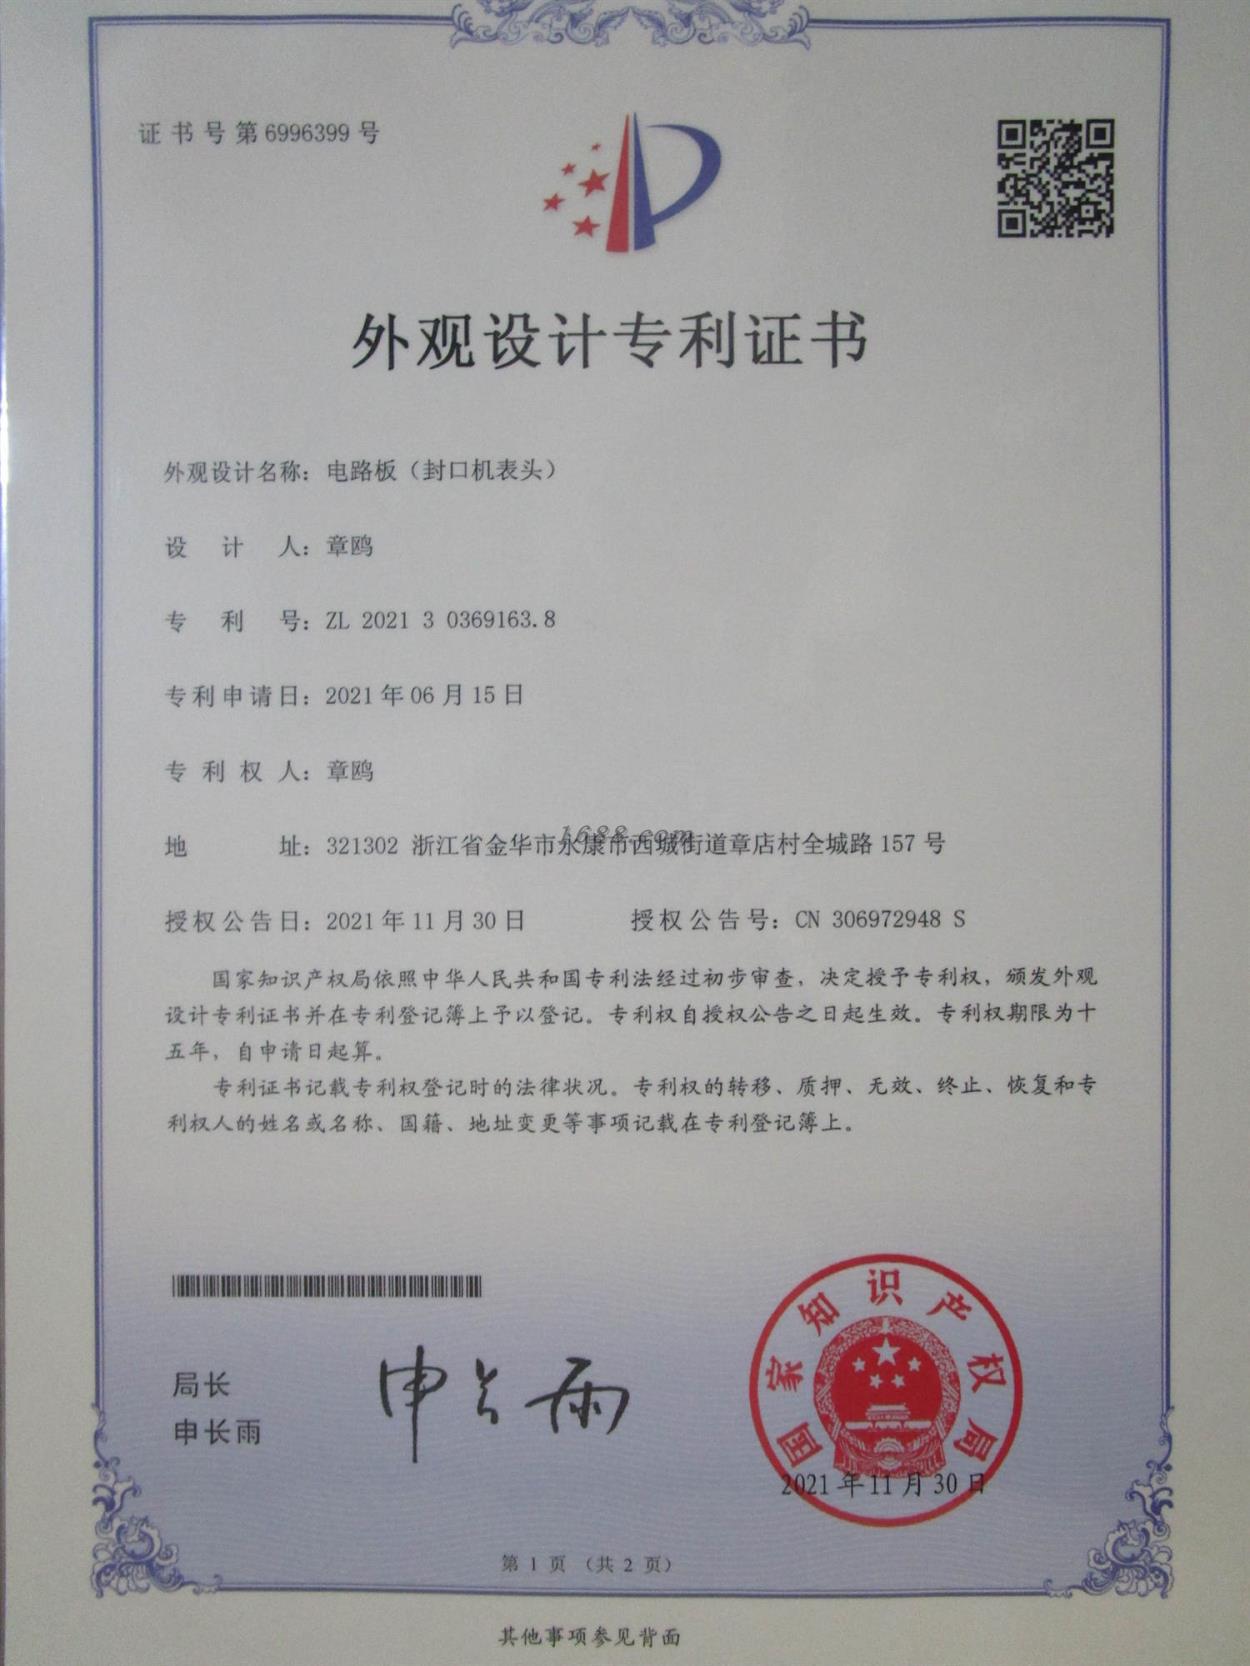 证书号第6996399号
外观设计专利证书
外观设计名称：电路板（封口机表头）
设计人：章鸥
专利号：ZL 2021 3 0369163.8
专利申请日：2021年06月15日
专利权人：章鸥
地址：321302 浙江省金华市永康市西城街道章店村全城路157号
1688.com
授权公告日：2021年11月30日 授权公告号：CN 306972948 S
国家知识产权局依照中华人民共和国专利法经过初步审查，决定授予专利权，颁发外观
设计专利证书并在专利登记簿上予以登记。专利权自授权公告之日起生效。专利权期限为十
五年，自申请日起算。
专利证书记载专利权登记时的法律状况。专利权的转移、质押、无效、终止、恢复和专
利权人的姓名或名称、国籍、地址变更等事项记载在专利登记簿上。
局长
申长雨
申长雨
国家知识产权局
2021年11月30日
第 1 页 （共 2 页）
其他事项参见背面